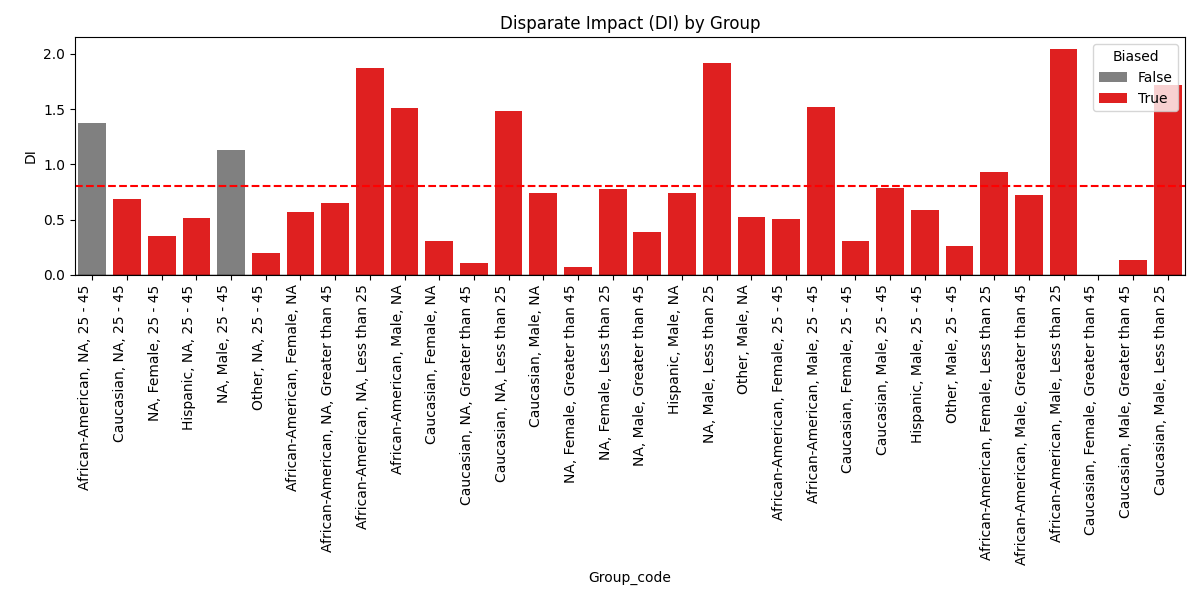 Disparate Impact (DI) by Group
DI
2.0
1.5
1.0
0.5
0.0
Biased
False
True
African-American, NA, 25 - 45
Caucasian, NA, 25 - 45
NA, Female, 25 - 45
Hispanic, NA, 25 - 45
NA, Male, 25 - 45
Other, NA, 25 - 45
African-American, Female, NA
African-American, NA, Greater than 45
African-American, NA, Less than 25
African-American, Male, NA
Caucasian, Female, NA
Caucasian, NA, Greater than 45
Caucasian, NA, Less than 25
Caucasian, Male, NA
NA, Female, Greater than 45
NA, Female, Less than 25
NA, Male, Greater than 45
Hispanic, Male, NA
NA, Male, Less than 25
Other, Male, NA
African-American, Female, 25 - 45
African-American, Male, 25 - 45
Caucasian, Female, 25 - 45
Caucasian, Male, 25 - 45
Hispanic, Male, 25 - 45
Other, Male, 25 - 45
African-American, Female, Less than 25
African-American, Male, Greater than 45
African-American, Male, Less than 25
Caucasian, Female, Greater than 45
Caucasian, Male, Greater than 45
Caucasian, Male, Less than 25
Group_code